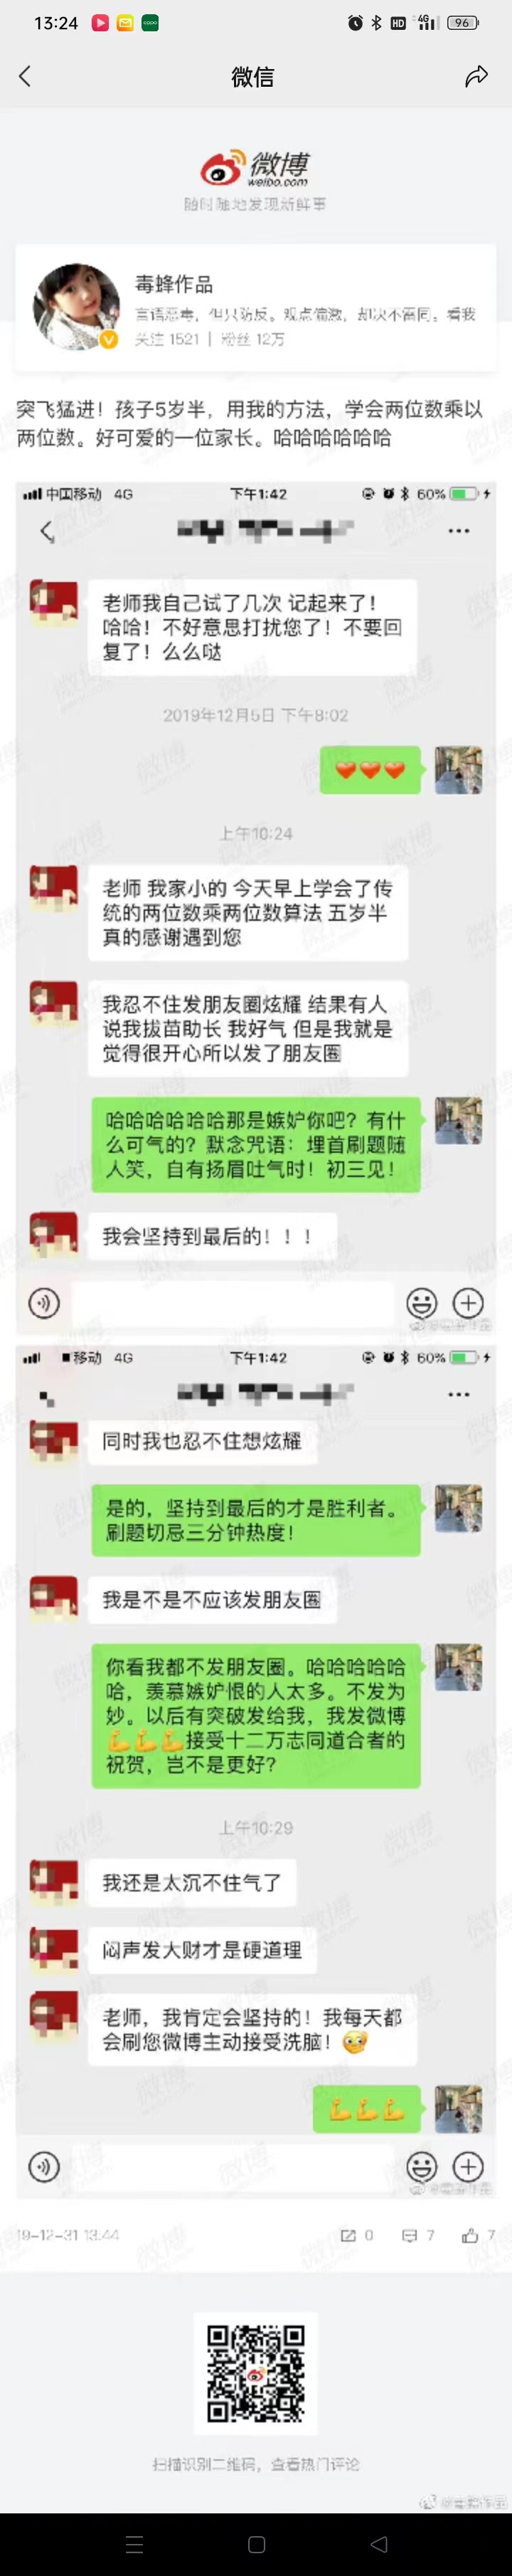 13:24
HD
4G
96
微信
微博
weibo.com
随时随地发现新鲜事
毒蜂作品
言语恶毒，但只防反。观点偏激，却决不雷同。看我
关注 1521 | 粉丝 12万
突飞猛进！孩子5岁半，用我的方法，学会两位数乘以
两位数。好可爱的一位家长。哈哈哈哈哈哈
中国移动 4G
下午1:42
60%
老师我自己试了几次 记起来了！
哈哈！不好意思打扰您了！不要回
复了！么么哒
2019年12月5日 下午8:02
上午10:24
老师 我家小的 今天早上学会了传
统的两位数乘两位数算法 五岁半
真的感谢遇到您
我忍不住发朋友圈炫耀 结果有人
说我拔苗助长 我好气 但是我就是
觉得很开心所以发了朋友圈
哈哈哈哈哈哈那是嫉妒你吧？有什
么可气的？默念咒语：埋首刷题随
人笑，自有扬眉吐气时！初三见！
我会坚持到最后的！！！
移动 4G
下午1:42
60%
同时我也忍不住想炫耀
是的，坚持到最后的才是胜利者。
刷题切忌三分钟热度！
我是不是不应该发朋友圈
你看我都不发朋友圈。哈哈哈哈哈
哈，羡慕嫉妒恨的人太多。不发为
妙。以后有突破发给我，我发微博
💪💪💪接受十二万志同道合者的
祝贺，岂不是更好？
上午10:29
我还是太沉不住气了
闷声发大财才是硬道理
老师，我肯定会坚持的！我每天都
会刷您微博主动接受洗脑！
19-12-31 13:44
0
7
7
扫描识别二维码，查看热门评论
@毒蜂作品